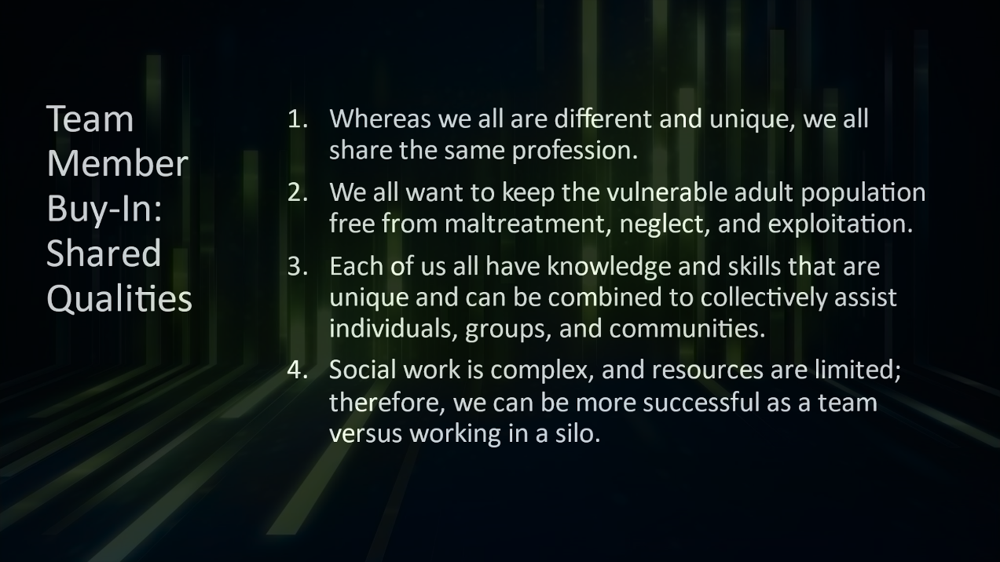 Team
Member
Buy-In:
Shared
Qualities
1. Whereas we all are different and unique, we all
share the same profession.
2. We all want to keep the vulnerable adult population
free from maltreatment, neglect, and exploitation.
3. Each of us all have knowledge and skills that are
unique and can be combined to collectively assist
individuals, groups, and communities.
4. Social work is complex, and resources are limited;
therefore, we can be more successful as a team
versus working in a silo.